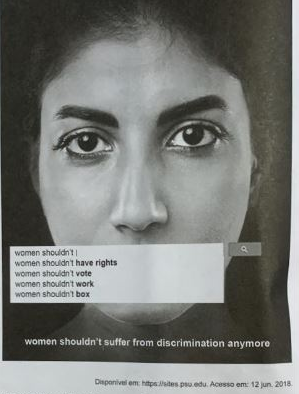 women shouldn't |
women shouldn't have rights
women shouldn't vote
women shouldn't work
women shouldn't box
women shouldn't suffer from discrimination anymore
Disponível em: https://sites.psu.edu. Acesso em: 12 jun. 2018.